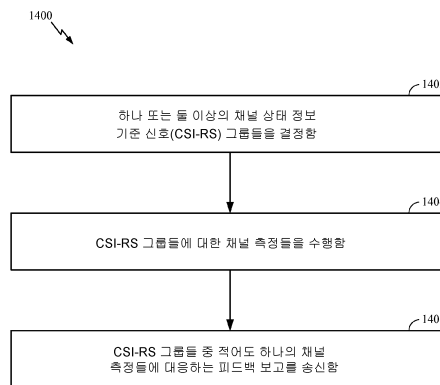 1400
140
하나 또는 둘 이상의 채널 상태 정보
기준 신호(CSI-RS) 그룹들을 결정함
140
CSI-RS 그룹들에 대한 채널 측정들을 수행함
140
CSI-RS 그룹들 중 적어도 하나의 채널
측정들에 대응하는 피드백 보고를 송신함